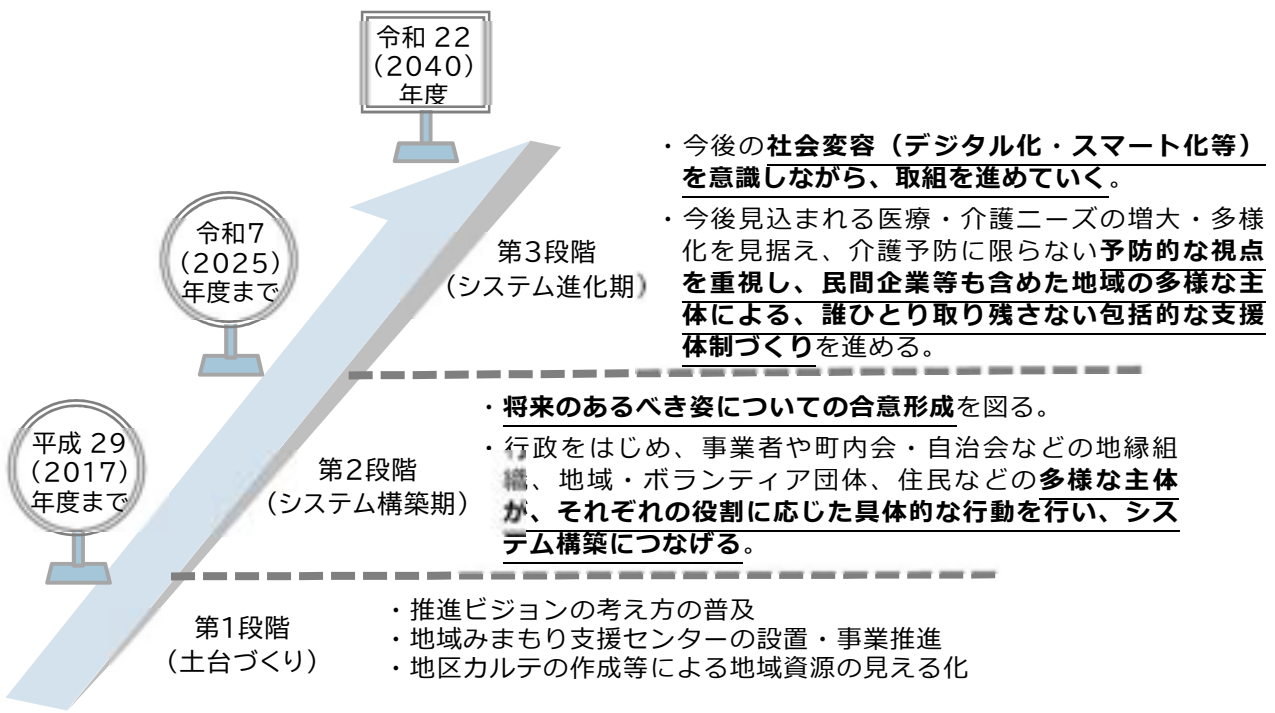 令和 22
（2040）
年度
・今後の社会変容（デジタル化・スマート化等）
を意識しながら、取組を進めていく。
・今後見込まれる医療・介護ニーズの増大・多様
化を見据え、介護予防に限らない予防的な視点
を重視し、民間企業等も含めた地域の多様な主
体による、誰ひとり取り残さない包括的な支援
体制づくりを進める。
令和7
（2025）
年度まで
第3段階
（システム進化期）
・将来のあるべき姿についての合意形成を図る。
・行政をはじめ、事業者や町内会・自治会などの地縁組
織、地域・ボランティア団体、住民などの多様な主体
が、それぞれの役割に応じた具体的な行動を行い、シス
テム構築につなげる。
平成 29
（2017）
年度まで
第2段階
（システム構築期）
第1段階
（土台づくり）
・推進ビジョンの考え方の普及
・地域みまもり支援センターの設置・事業推進
・地区カルテの作成等による地域資源の見える化